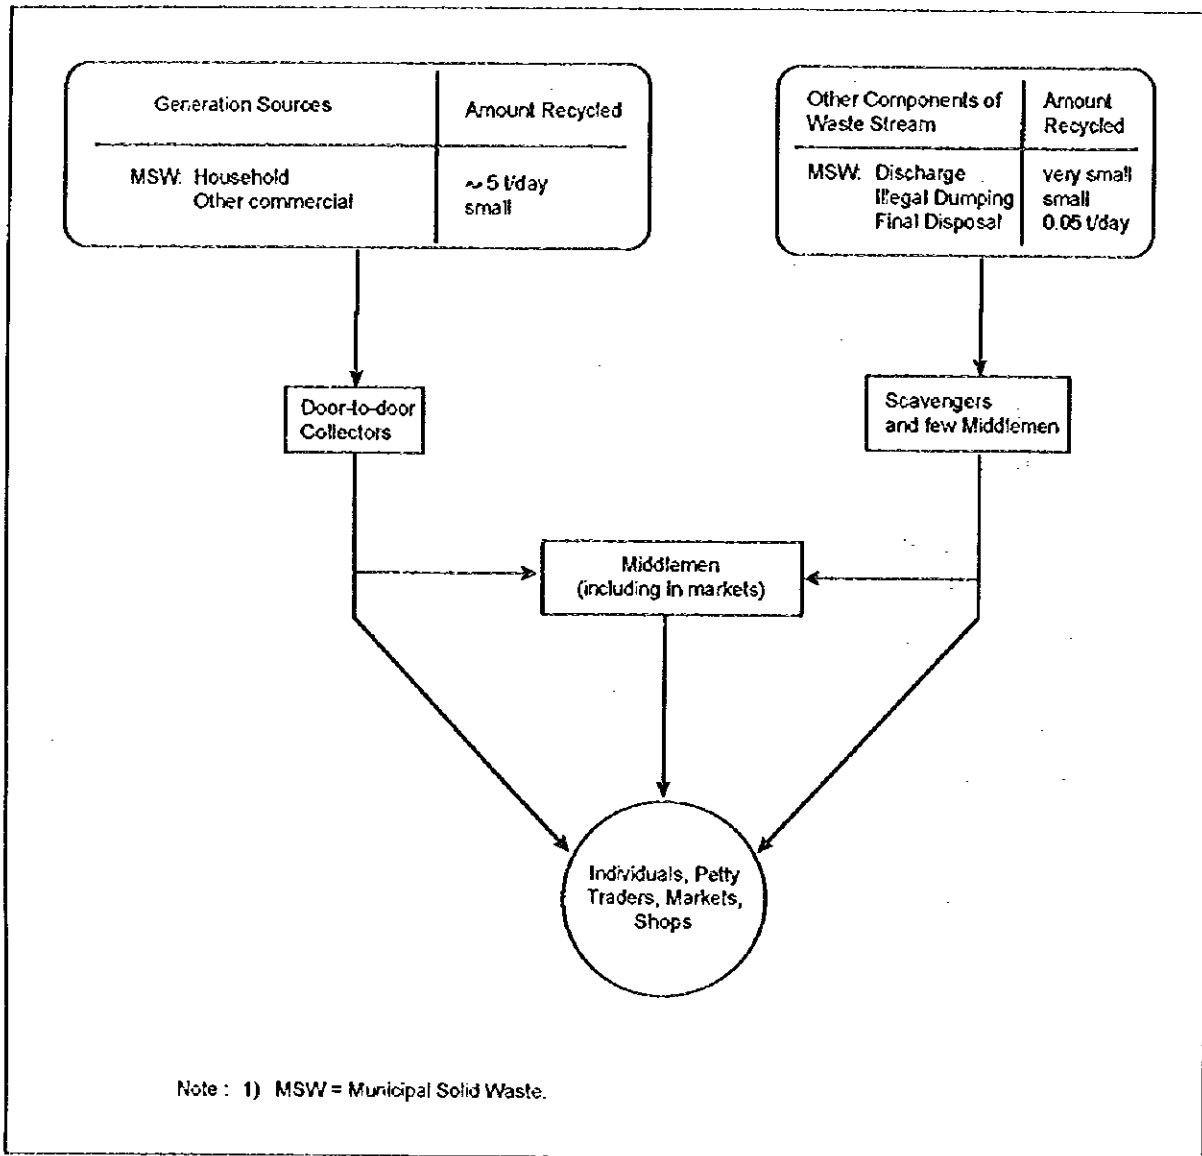 Generation Sources
Amount Recycled
MSW: Household
~ 5 t/day
Other commercial
small
Other Components of
Waste Stream
Amount
Recycled
MSW: Discharge
very small
Illegal Dumping
small
Final Disposal
0.05 t/day
Door-to-door
Collectors
Scavengers
and few Middlemen
Middlemen
(including in markets)
Individuals, Petty
Traders, Markets,
Shops
Note : 1) MSW = Municipal Solid Waste.